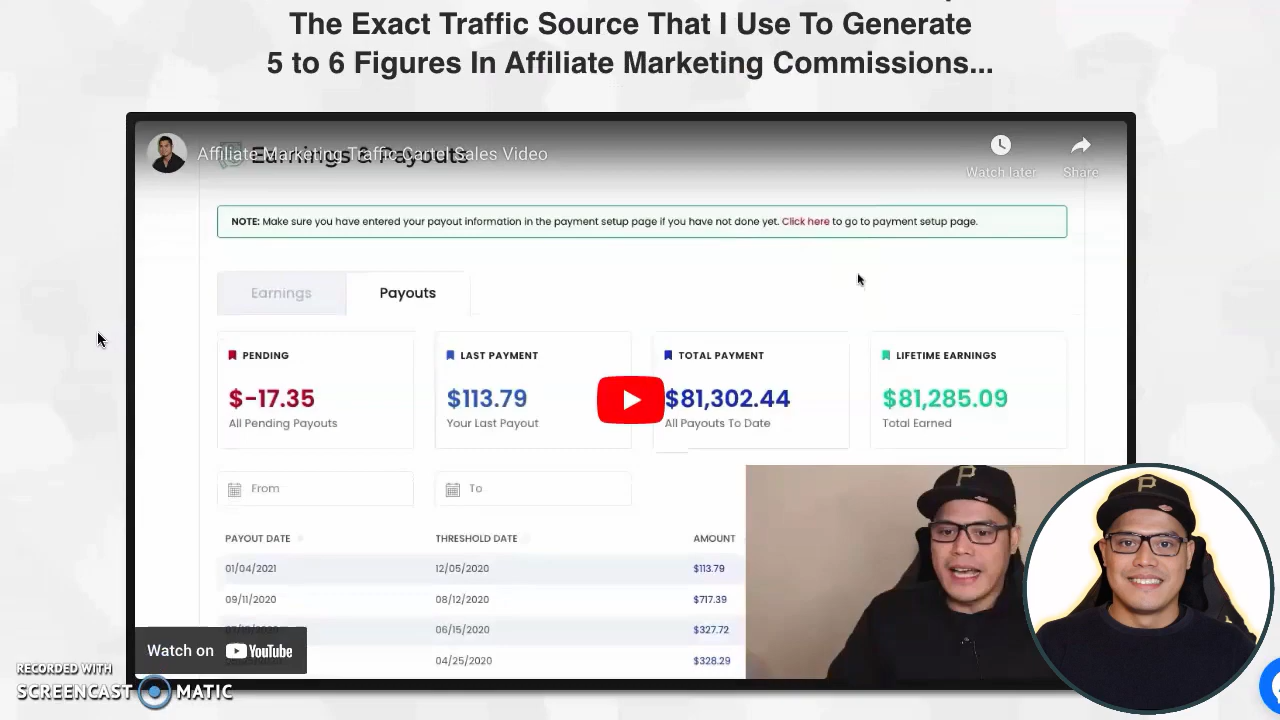 The Exact Traffic Source That I Use To Generate
5 to 6 Figures In Affiliate Marketing Commissions...
Earnings & Payouts
Affiliate Marketing Traffic Cartel Sales Video
Watch later
Share
NOTE: Make sure you have entered your payout information in the payment setup page if you have not done yet. Click here to go to payment setup page.
Earnings
Payouts
PENDING
LAST PAYMENT
TOTAL PAYMENT
LIFETIME EARNINGS
$-17.35
$113.79
$81,302.44
$81,285.09
All Pending Payouts
Your Last Payout
All Payouts To Date
Total Earned
From
To
PAYOUT DATE
THRESHOLD DATE
AMOUNT
01/04/2021
12/05/2020
$113.79
09/11/2020
08/12/2020
$717.39
06/15/2020
$327.72
04/25/2020
$328.29
Watch on YouTube
P
P
RECORDED WITH
SCREENCAST MATIC